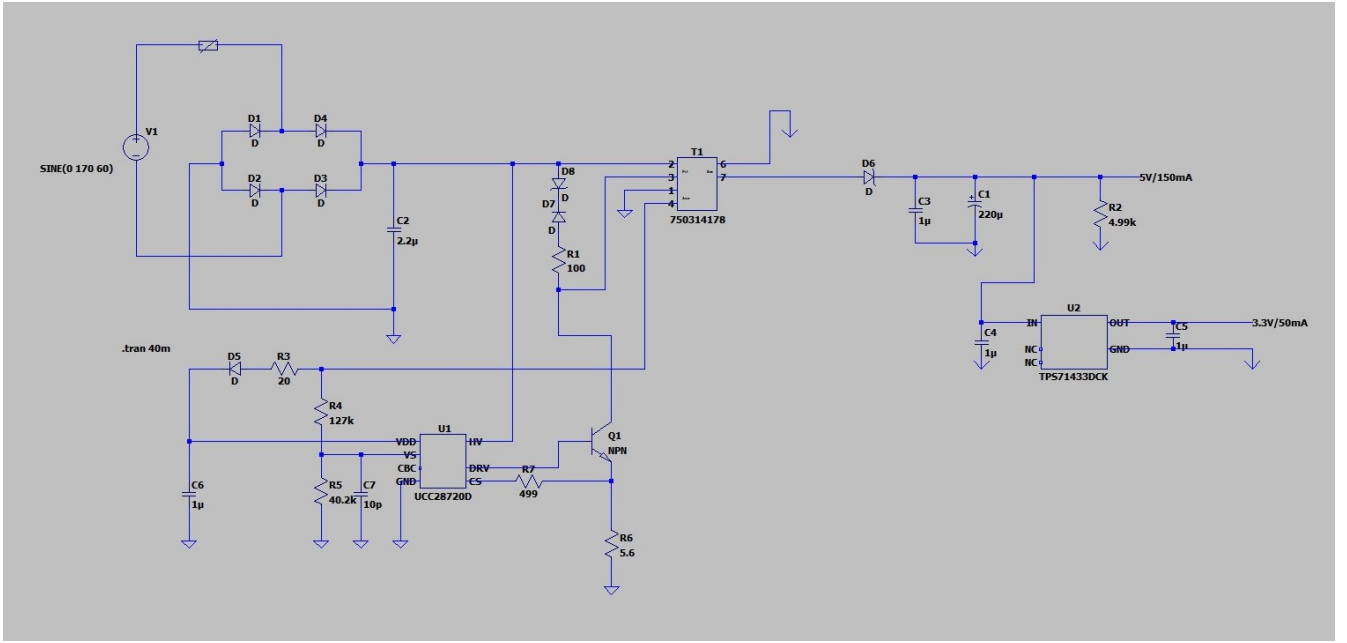 V1
SINE(0 170 60)
D1
D
D4
D
D2
D
D3
D
C2
2.2µ
D8
D
D7
D
R1
100
T1
2
3
1
4
6
7
750314178
D6
D
C3
1µ
C1
220µ
5V/150mA
R2
4.99k
U2
IN
OUT
NC
GND
NC
TPS71433DCK
C4
1µ
C5
1µ
3.3V/50mA
.tran 40m
D5
D
R3
20
R4
127k
U1
VDD
HV
VS
CBC
DRV
GND
CS
UCC28720D
R7
499
Q1
NPN
C6
1µ
R5
40.2k
C7
10p
R6
5.6